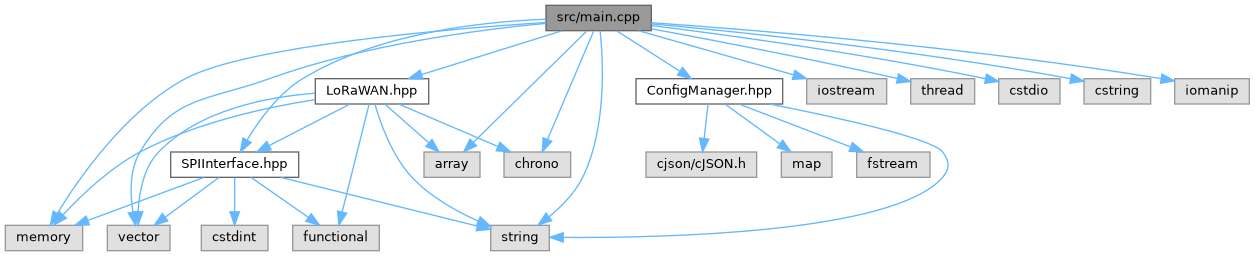 src/main.cpp
LoRaWAN.hpp
ConfigManager.hpp
iostream
thread
cstdio
cstring
iomanip
SPIInterface.hpp
array
chrono
cjson/cJSON.h
map
fstream
memory
vector
cstdint
functional
string